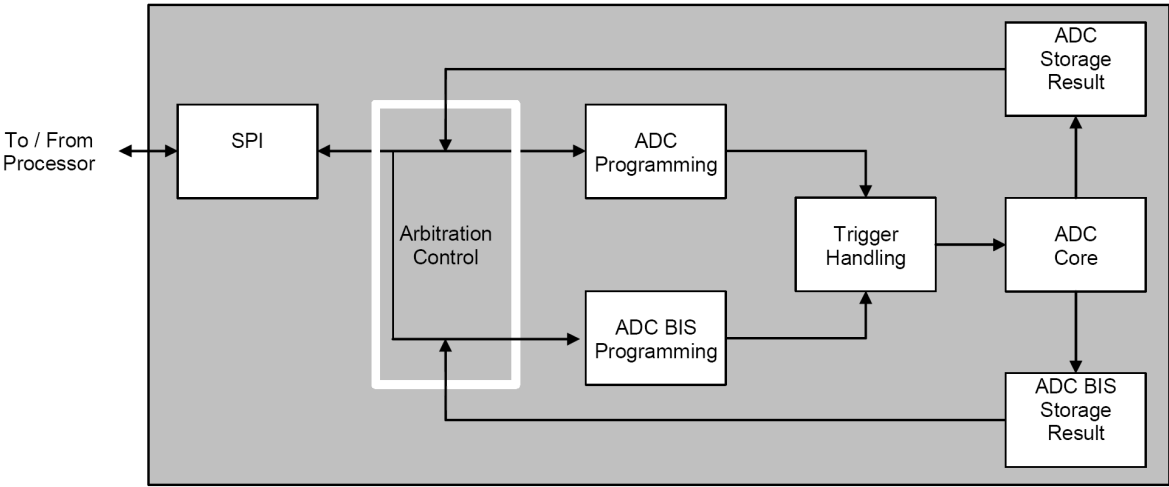 To / From
Processor
SPI
Arbitration
Control
ADC
Programming
ADC BIS
Programming
Trigger
Handling
ADC
Storage
Result
ADC
Core
ADC BIS
Storage
Result